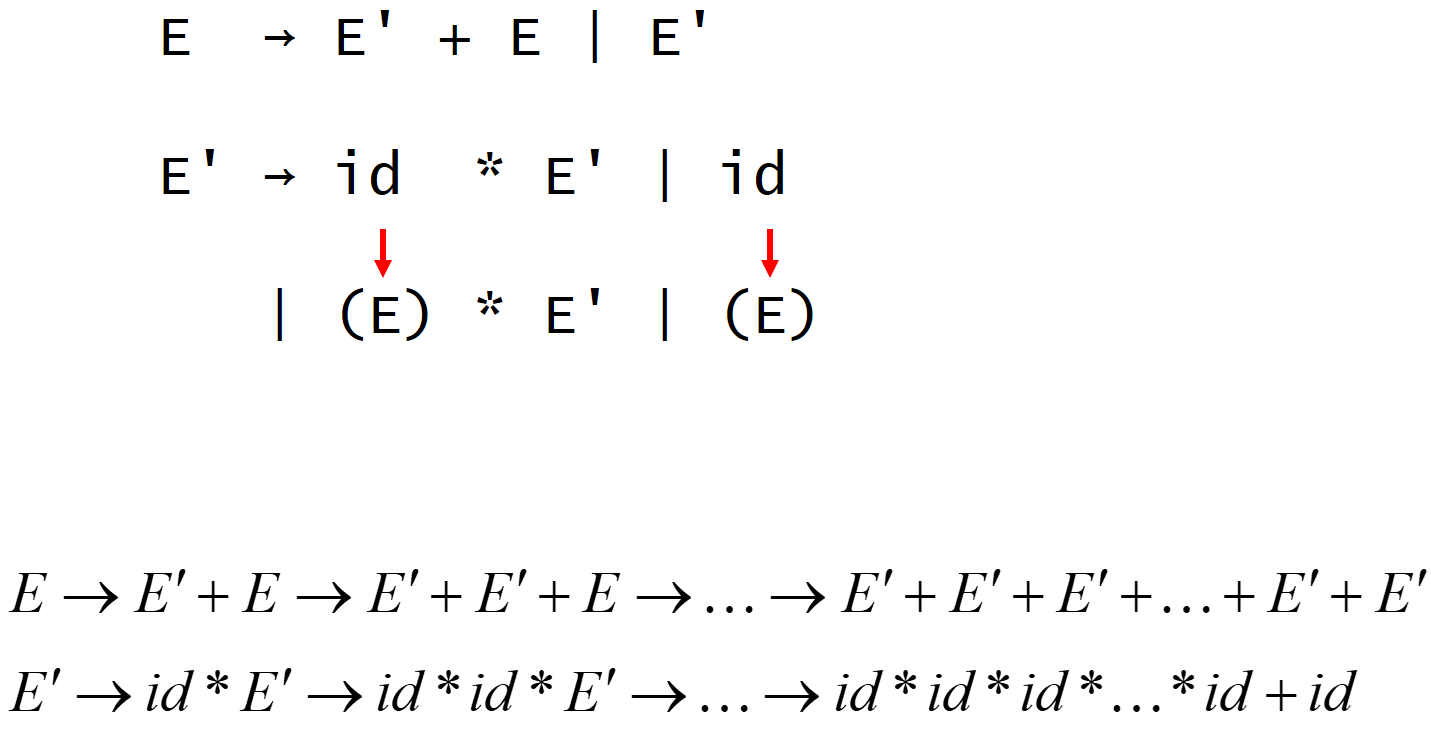 E → E' + E | E'
E' → id * E' | id
| (E) * E' | (E)
E → E′ + E → E′ + E′ + E → … → E′ + E′ + E′ + … + E′ + E′
E′ → id * E′ → id * id * E′ → … → id * id * id * … * id + id